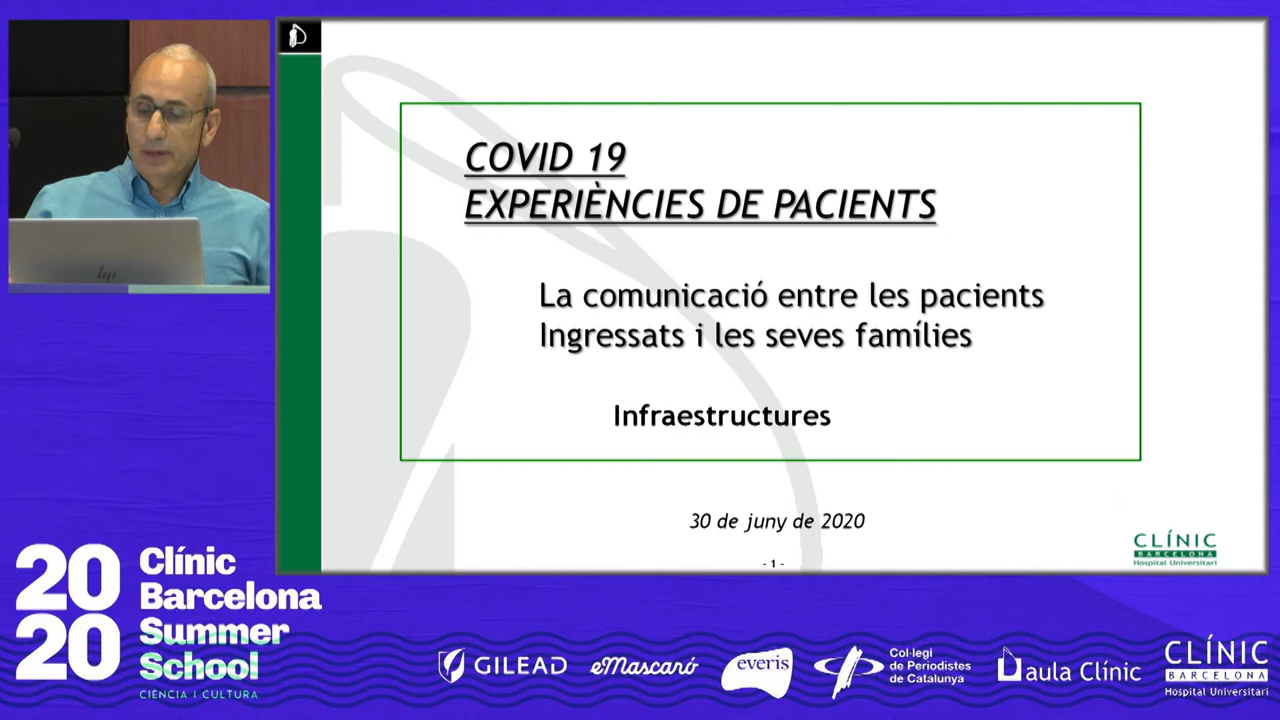 COVID 19
EXPERIÈNCIES DE PACIENTS
La comunicació entre les pacients
Ingressats i les seves famílies
Infraestructures
30 de juny de 2020
- 1 -
CLÍNIC
BARCELONA
Hospital Universitari
hp
20
20
Clínic
Barcelona
Summer
School
CIÈNCIA I CULTURA
GILEAD
eMascaró
everis
Col·legi
de Periodistes
de Catalunya
aula Clínic
CLÍNIC
BARCELONA
Hospital Universitari